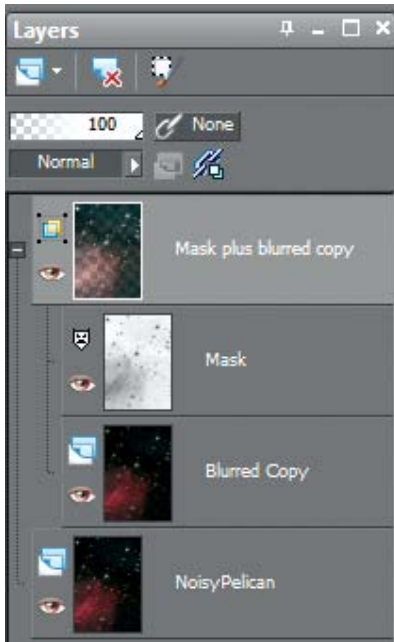 Layers
100
None
Normal
Mask plus blurred copy
Mask
Blurred Copy
NoisyPelican